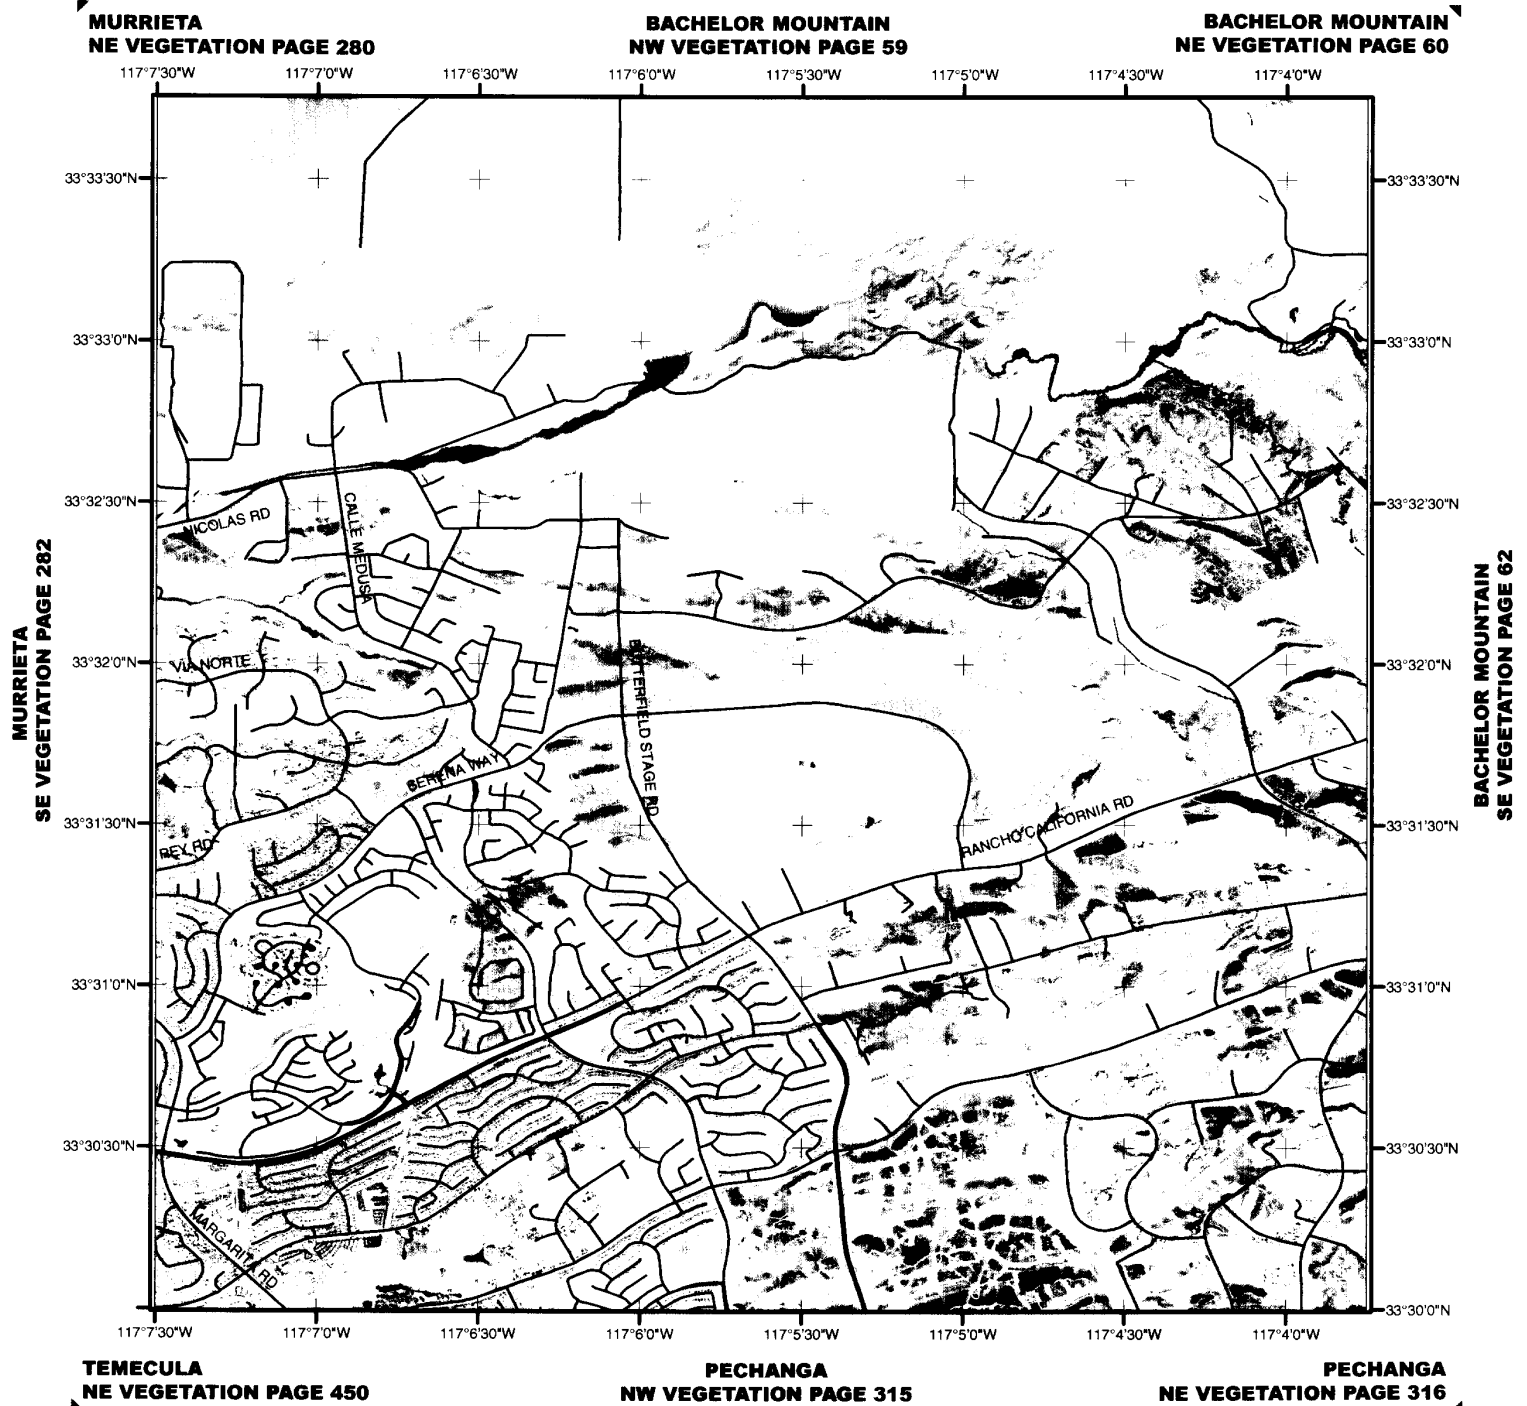 MURRIETA
NE VEGETATION PAGE 280
BACHELOR MOUNTAIN
NW VEGETATION PAGE 59
BACHELOR MOUNTAIN
NE VEGETATION PAGE 60
117°7'30"W 117°7'0"W 117°6'30"W 117°6'0"W 117°5'30"W 117°5'0"W 117°4'30"W 117°4'0"W
33°33'30"N 33°33'30"N
33°33'0"N 33°33'0"N
33°32'30"N 33°32'30"N
NICOLAS RD
CALLE MEDUSA
MURRIETA
SE VEGETATION PAGE 282
BACHELOR MOUNTAIN
SE VEGETATION PAGE 62
33°32'0"N 33°32'0"N
VIA NORTE
BUTTERFIELD STAGE RD
SERENA WAY
33°31'30"N 33°31'30"N
RANCHO CALIFORNIA RD
REY RD
33°31'0"N 33°31'0"N
33°30'30"N 33°30'30"N
MARGARITA RD
33°30'0"N
117°7'30"W 117°7'0"W 117°6'30"W 117°6'0"W 117°5'30"W 117°5'0"W 117°4'30"W 117°4'0"W
TEMECULA
NE VEGETATION PAGE 450
PECHANGA
NW VEGETATION PAGE 315
PECHANGA
NE VEGETATION PAGE 316